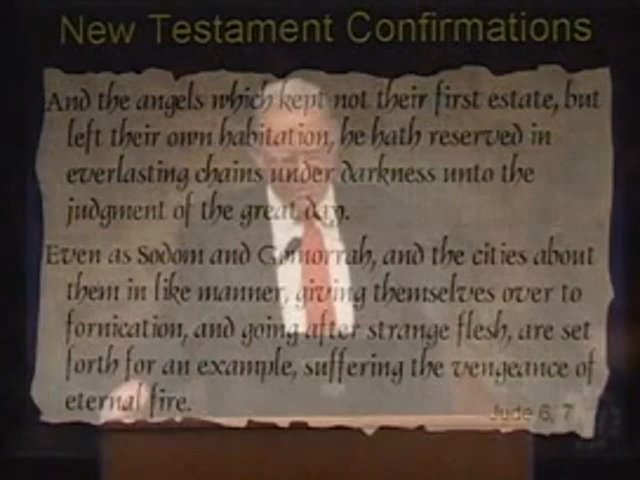 New Testament Confirmations
And the angels which kept not their first estate, but
left their own habitation, he hath reserved in
everlasting chains under darkness unto the
judgment of the great day.
Even as Sodom and Gomorrah, and the cities about
them in like manner, giving themselves over to
fornication, and going after strange flesh, are set
forth for an example, suffering the vengeance of
eternal fire.
Jude 6, 7